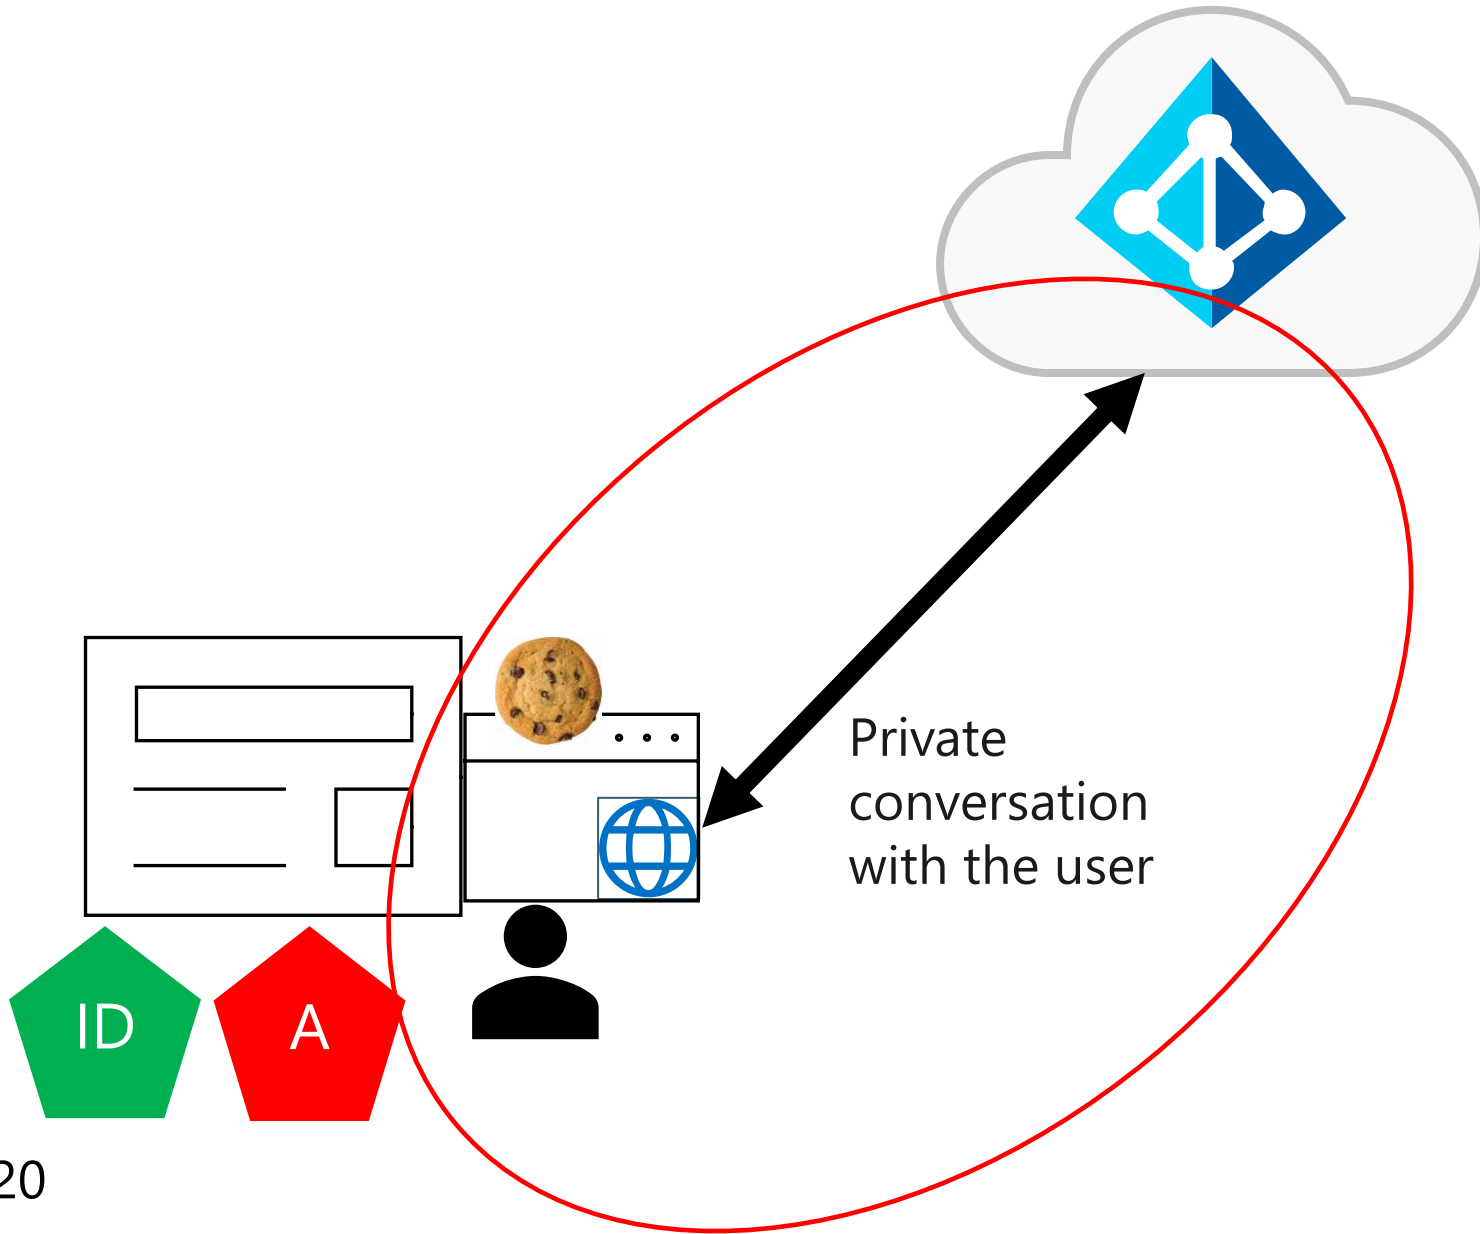 Private
conversation
with the user
ID
A
20